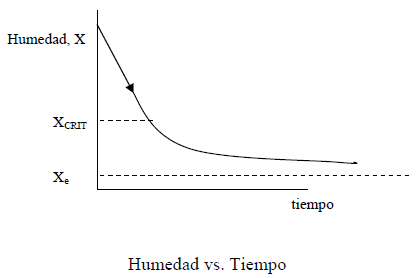 Humedad, X
XCRIT
Xe
tiempo
Humedad vs. Tiempo